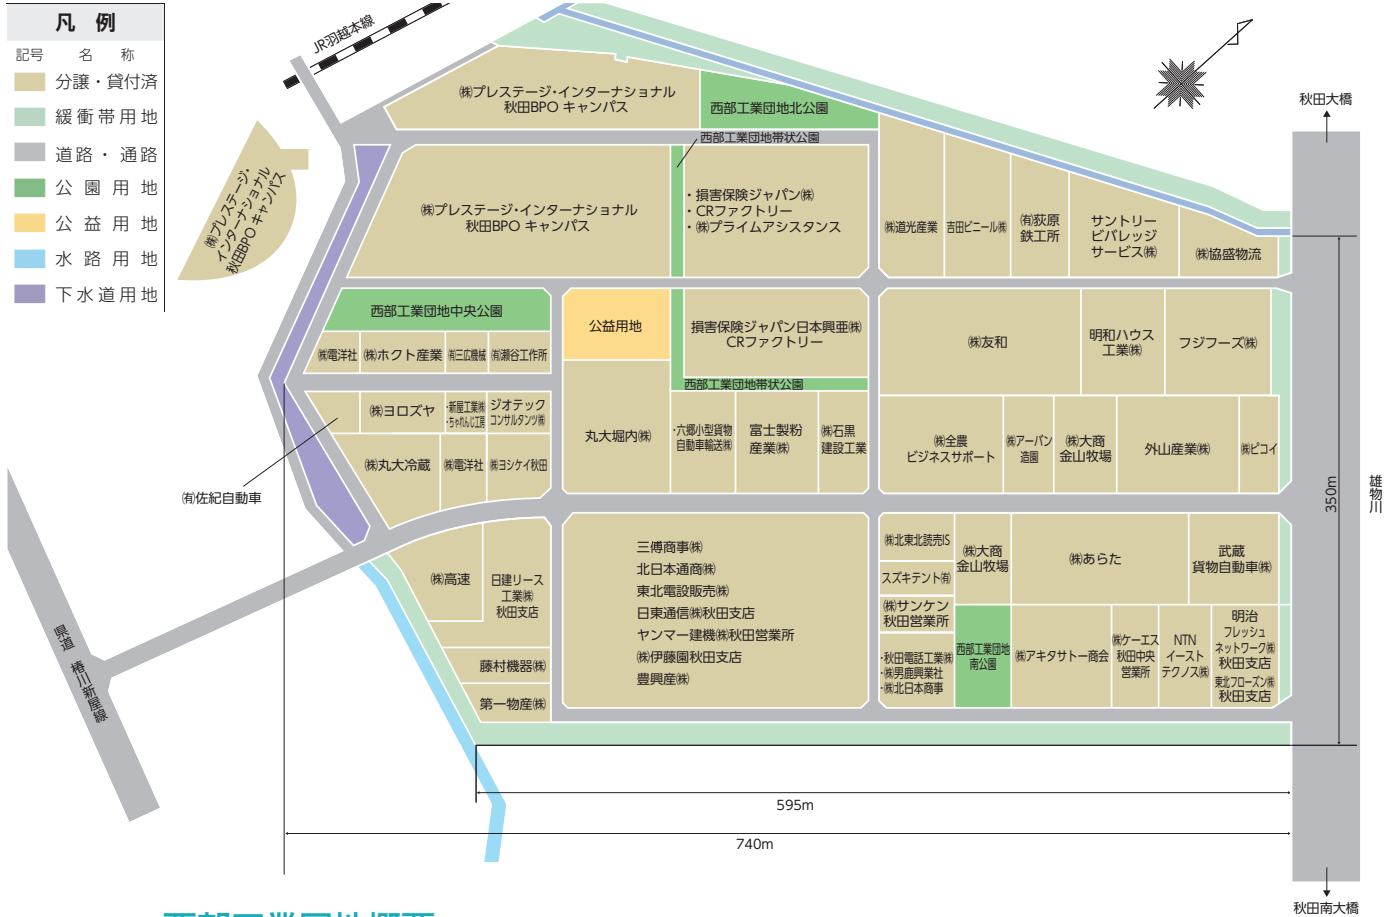 凡 例
記号 名 称
分譲・貸付済
緩衝帯用地
道路・通路
公園用地
公益用地
水路用地
下水道用地
JR羽越本線
㈱プレステージ・インターナショナル
秋田BPO キャンパス
西部工業団地北公園
西部工業団地帯状公園
秋田大橋
㈱プレステージ・
インターナショナル
秋田BPO キャンパス
㈱プレステージ・インターナショナル
秋田BPO キャンパス
・損害保険ジャパン㈱
・CRファクトリー
・㈱プライムアシスタンス
㈱道光産業
吉田ビニール㈱
㈲荻原
鉄工所
サントリー
ビバレッジ
サービス㈱
㈱協盛物流
西部工業団地中央公園
㈱電洋社
㈱ホクト産業
㈲三広機械
㈲瀬谷工作所
公益用地
損害保険ジャパン日本興亜㈱
CRファクトリー
西部工業団地帯状公園
㈱友和
明和ハウス
工業㈱
フジフーズ㈱
㈱ヨロズヤ
・新屋工業㈱
・ちゃれんじ工房
ジオテック
コンサルタンツ㈱
㈱丸大冷蔵
㈱電洋社
㈱ヨシケイ秋田
㈲佐紀自動車
丸大堀内㈱
・六郷小型貨物
自動車輸送㈱
富士製粉
産業㈱
㈱石黒
建設工業
㈱全農
ビジネスサポート
㈱アーバン
造園
㈱大商
金山牧場
外山産業㈱
㈱ピコイ
350m
雄物川
㈱高速
日建リース
工業㈱
秋田支店
藤村機器㈱
第一物産㈱
三傅商事㈱
北日本通商㈱
東北電設販売㈱
日東通信㈱秋田支店
ヤンマー建機㈱秋田営業所
㈱伊藤園秋田支店
豊興産㈱
㈱北東北読売IS
スズキテント㈲
㈱サンケン
秋田営業所
・秋田電話工業㈱
・㈱男鹿興業社
・㈱北日本商事
㈱大商
金山牧場
西部工業団地
南公園
㈱あらた
武蔵
貨物自動車㈱
㈱アキタサトー商会
㈱ケーエス
秋田中央
営業所
NTN
イースト
テクノス㈱
明治
フレッシュ
ネットワーク㈱
秋田支店
東北フローズン㈱
秋田支店
県道 椿川新屋線
595m
740m
秋田南大橋
西部工業団地概要